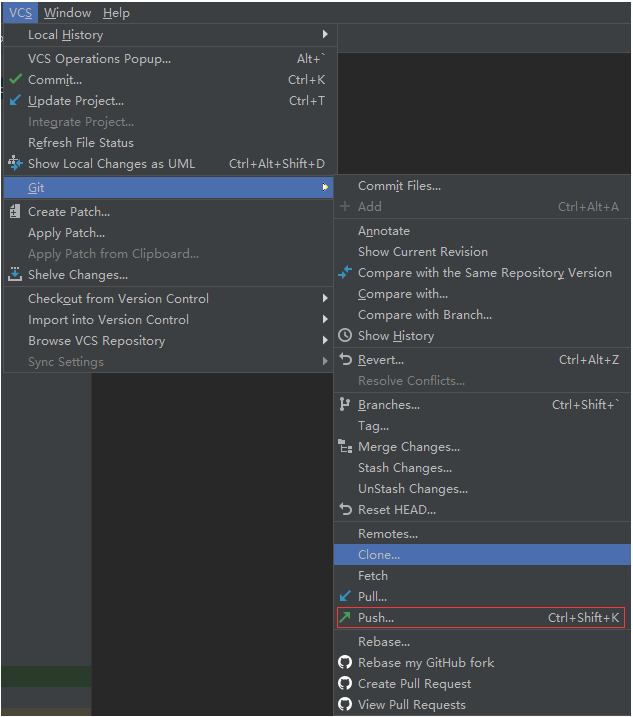 VCS Window Help
Local History
VCS Operations Popup... Alt+`
Commit... Ctrl+K
Update Project... Ctrl+T
Integrate Project...
Refresh File Status
Show Local Changes as UML Ctrl+Alt+Shift+D
Git
Create Patch...
Apply Patch...
Apply Patch from Clipboard...
Shelve Changes...
Checkout from Version Control
Import into Version Control
Browse VCS Repository
Sync Settings
Commit Files...
Add Ctrl+Alt+A
Annotate
Show Current Revision
Compare with the Same Repository Version
Compare with...
Compare with Branch...
Show History
Revert... Ctrl+Alt+Z
Resolve Conflicts...
Branches... Ctrl+Shift+`
Tag...
Merge Changes...
Stash Changes...
UnStash Changes...
Reset HEAD...
Remotes...
Clone...
Fetch
Pull...
Push... Ctrl+Shift+K
Rebase...
Rebase my GitHub fork
Create Pull Request
View Pull Requests